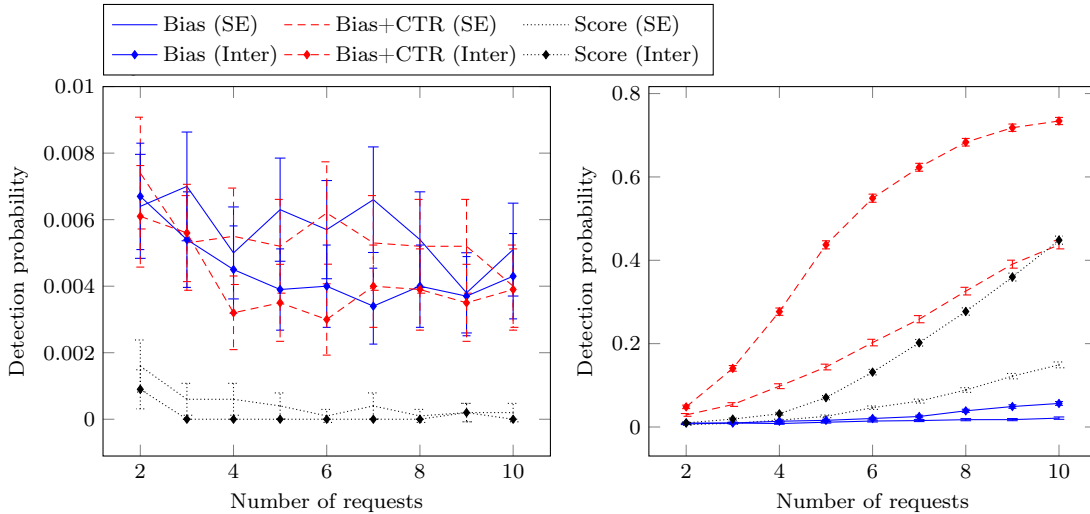 Bias (SE) Bias+CTR (SE) Score (SE)
Bias (Inter) Bias+CTR (Inter) Score (Inter)
Detection probability
0.01
0.008
0.006
0.004
0.002
0
2 4 6 8 10
Number of requests
Detection probability
0.8
0.6
0.4
0.2
0
2 4 6 8 10
Number of requests